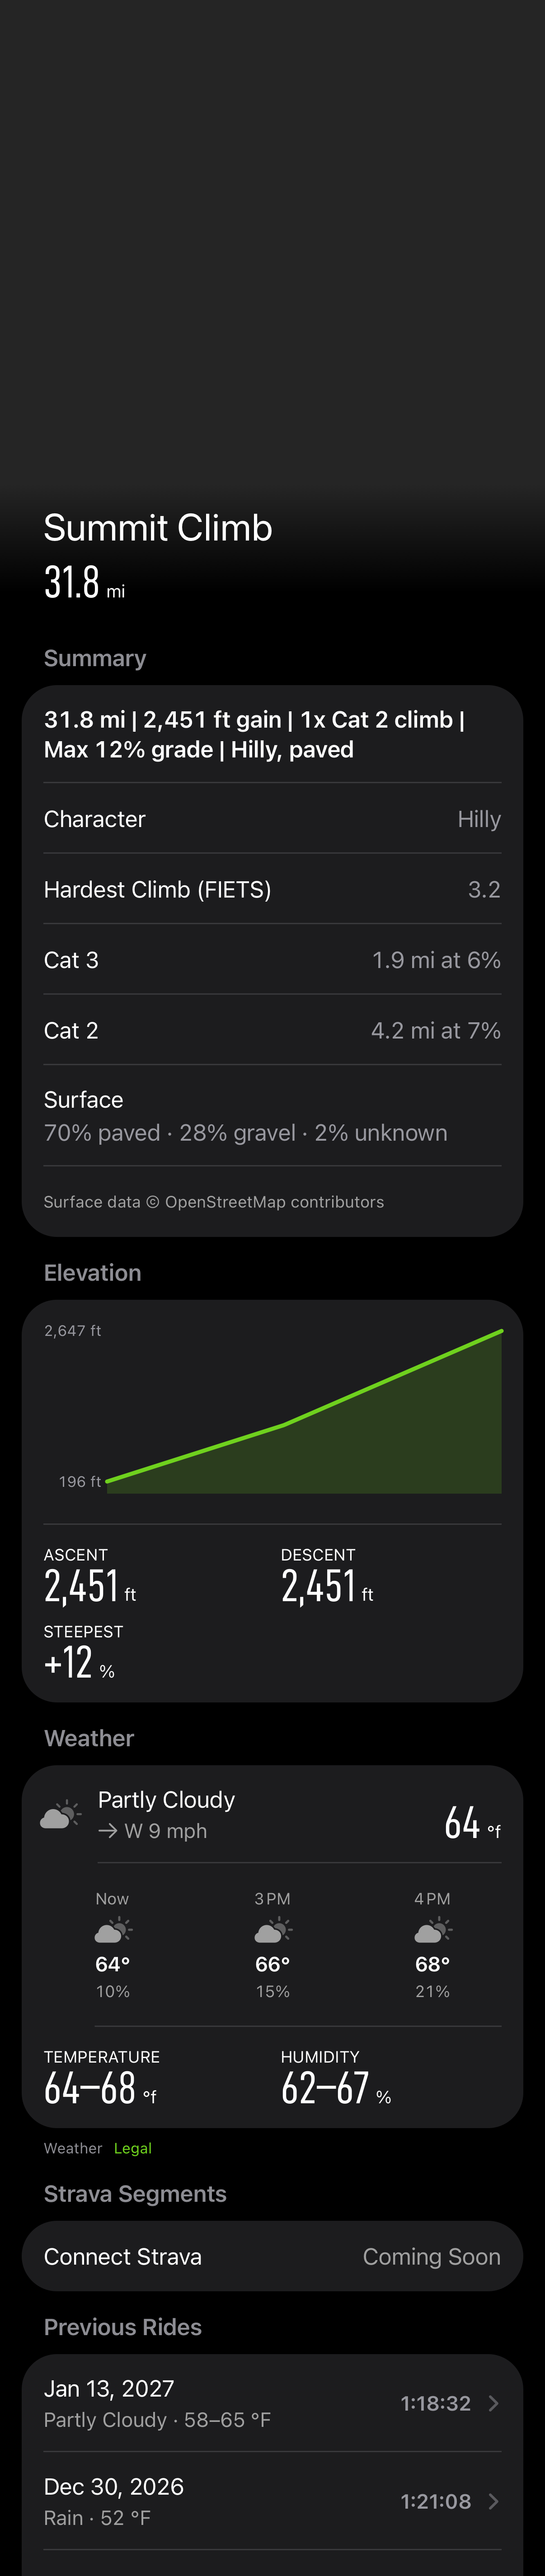 Summit Climb
31.8 mi
Summary
31.8 mi | 2,451 ft gain | 1x Cat 2 climb |
Max 12% grade | Hilly, paved
Character Hilly
Hardest Climb (FIETS) 3.2
Cat 3 1.9 mi at 6%
Cat 2 4.2 mi at 7%
Surface
70% paved · 28% gravel · 2% unknown
Surface data © OpenStreetMap contributors
Elevation
2,647 ft
196 ft
ASCENT DESCENT
2,451 ft 2,451 ft
STEEPEST
+12 %
Weather
Partly Cloudy
→ W 9 mph
64 °f
Now 3 PM 4 PM
64° 66° 68°
10% 15% 21%
TEMPERATURE HUMIDITY
64–68 °f 62–67 %
Weather Legal
Strava Segments
Connect Strava Coming Soon
Previous Rides
Jan 13, 2027
Partly Cloudy · 58–65 °F
1:18:32
Dec 30, 2026
Rain · 52 °F
1:21:08